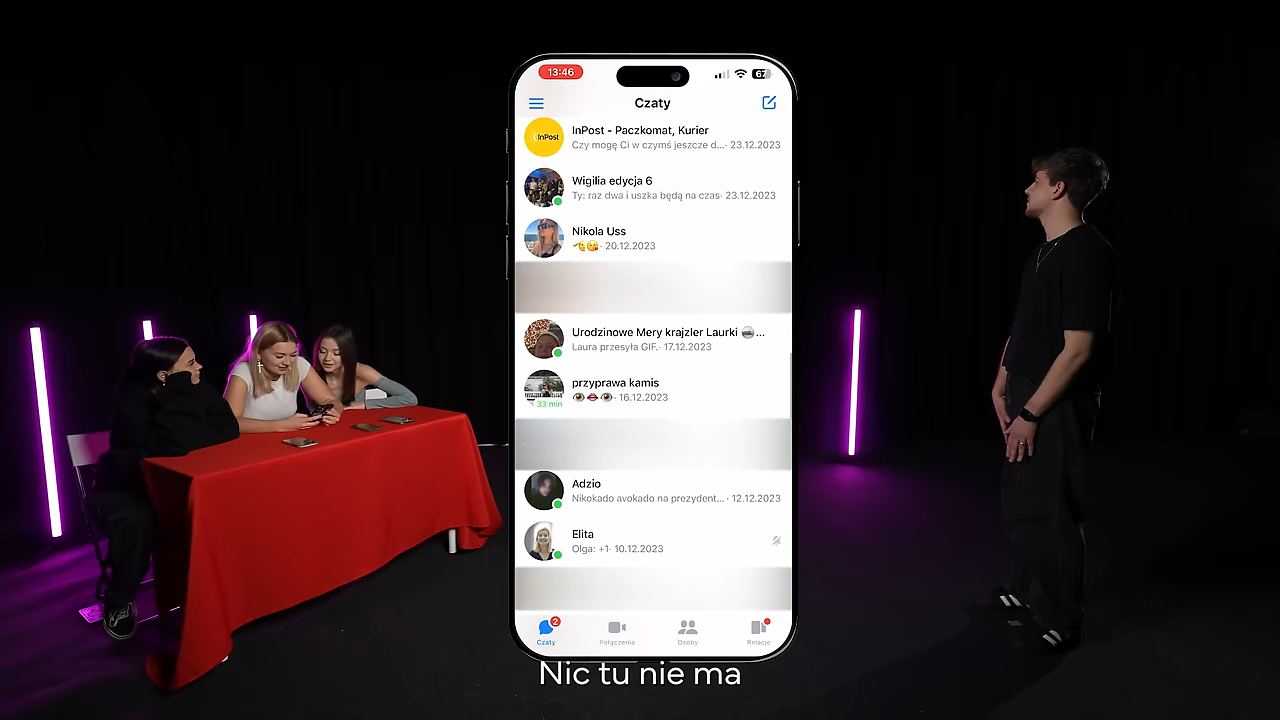 13:46
67
Czaty
InPost
InPost - Paczkomat, Kurier
Czy mogę Ci w czymś jeszcze d...· 23.12.2023
Wigilia edycja 6
Ty: raz dwa i uszka będą na czas· 23.12.2023
Nikola Uss
· 20.12.2023
Urodzinowe Mery krajzler Laurki ...
Laura przesyła GIF.· 17.12.2023
przyprawa kamis
33 min
👁👄👁· 16.12.2023
Adzio
Nikokado avokado na prezydent...· 12.12.2023
Elita
Olga: +1· 10.12.2023
2
Czaty
Połączenia
Osoby
Relacje
Nic tu nie ma